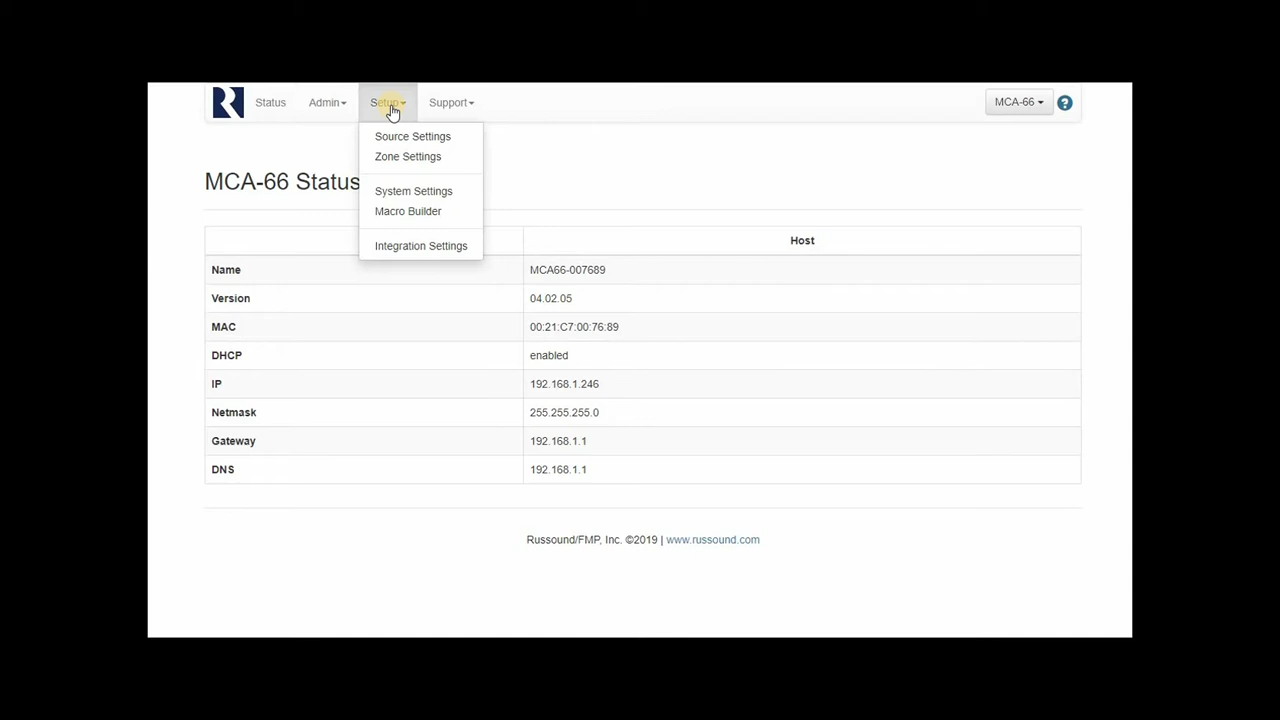 Status Admin Setup Support MCA-66 ?
Source Settings
Zone Settings
System Settings
Macro Builder
Integration Settings
MCA-66 Status
Host
Name MCA66-007689
Version 04.02.05
MAC 00:21:C7:00:76:89
DHCP enabled
IP 192.168.1.246
Netmask 255.255.255.0
Gateway 192.168.1.1
DNS 192.168.1.1
Russound/FMP, Inc. ©2019 | www.russound.com